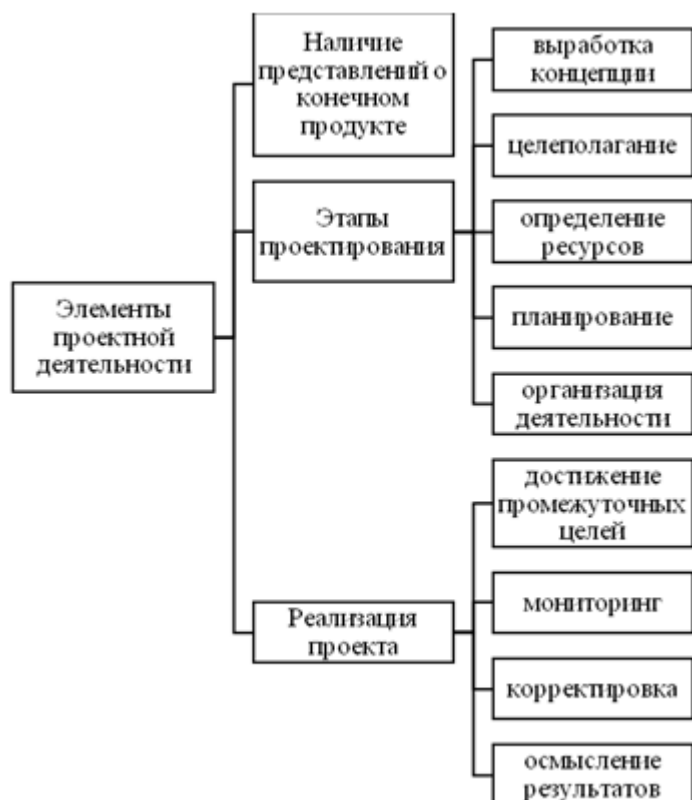 Наличие
представлений о
конечном
продукте
Этапы
проектирования
Элементы
проектной
деятельности
Реализация
проекта
выработка
концепции
целеполагание
определение
ресурсов
планирование
организация
деятельности
достижение
промежуточных
целей
мониторинг
корректировка
осмысление
результатов